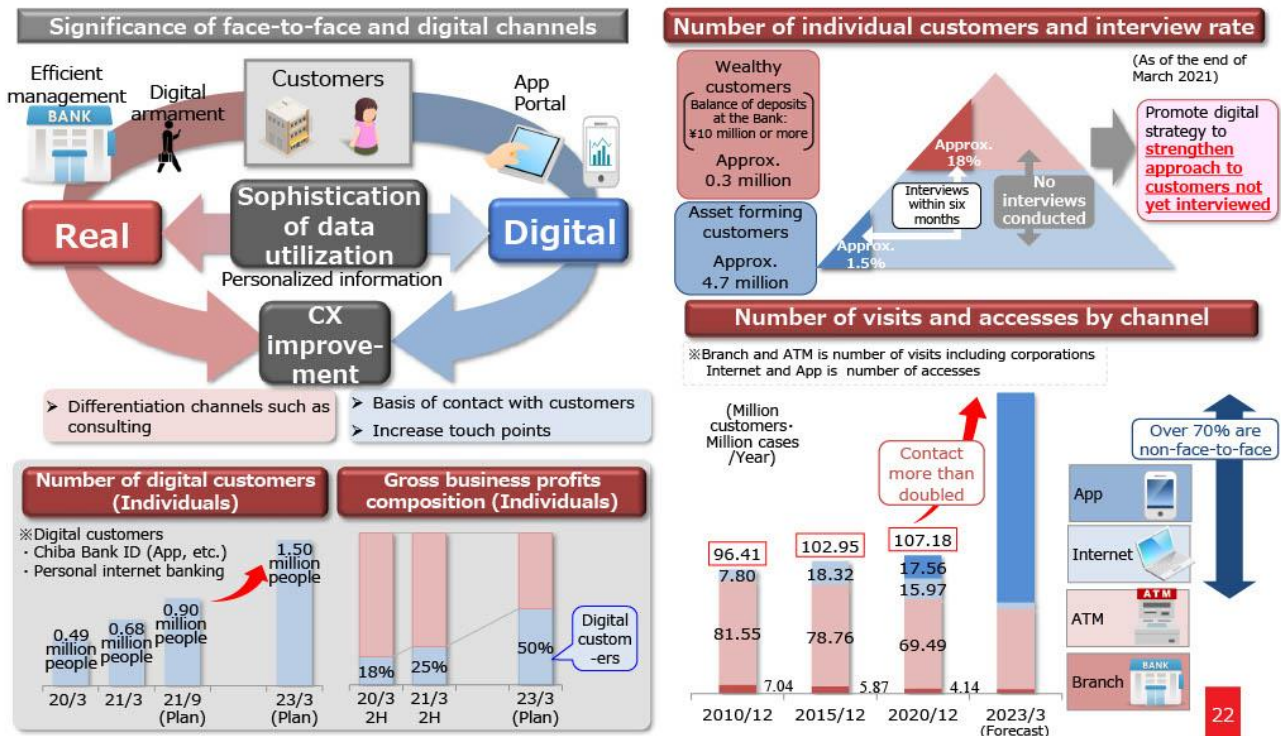 Significance of face-to-face and digital channels
Efficient
management
BANK
Digital
armament
Customers
App
Portal
Real
Sophistication
of data
utilization
Digital
Personalized information
CX
improve-
ment
➢ Differentiation channels such as
consulting
➢ Basis of contact with customers
➢ Increase touch points
Number of digital customers
(Individuals)
※Digital customers
・Chiba Bank ID (App, etc.)
・Personal internet banking
0.49
million
people
0.68
million
people
0.90
million
people
1.50
million
people
20/3
21/3
21/9
(Plan)
23/3
(Plan)
Gross business profits
composition (Individuals)
18%
25%
50%
Digital
custom
-ers
20/3
2H
21/3
2H
23/3
(Plan)
Number of individual customers and interview rate
(As of the end of
March 2021)
Wealthy
customers
Balance of deposits
at the Bank:
¥10 million or more
Approx.
0.3 million
Asset forming
customers
Approx.
4.7 million
Approx.
18%
Interviews
within six
months
No
interviews
conducted
Approx.
1.5%
Promote digital
strategy to
strengthen
approach to
customers not
yet interviewed
Number of visits and accesses by channel
※Branch and ATM is number of visits including corporations
Internet and App is number of accesses
(Million
customers・
Million cases
/Year)
Contact
more than
doubled
Over 70% are
non-face-to-face
96.41
7.80
81.55
7.04
102.95
18.32
78.76
5.87
107.18
17.56
15.97
69.49
4.14
2010/12
2015/12
2020/12
2023/3
(Forecast)
App
Internet
ATM
ATM
Branch
BANK
22